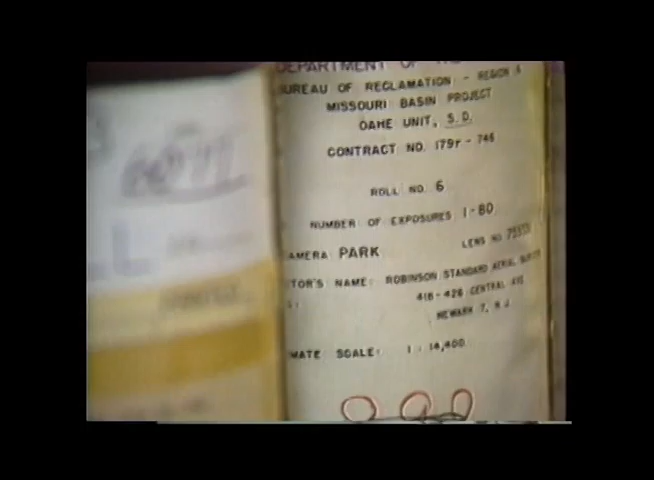 DEPARTMENT OF
UREAU OF RECLAMATION - REGION 6
MISSOURI BASIN PROJECT
OAHE UNIT, S.D.
CONTRACT NO. 179r - 746
ROLL NO. 6
NUMBER OF EXPOSURES 1-80
AMERA PARK LENS NO.
TOR'S NAME: ROBINSON STANDARD AERIAL
416-426 CENTRAL AVE
NEWARK 7, N.J.
MATE SCALE: 1 : 14,400